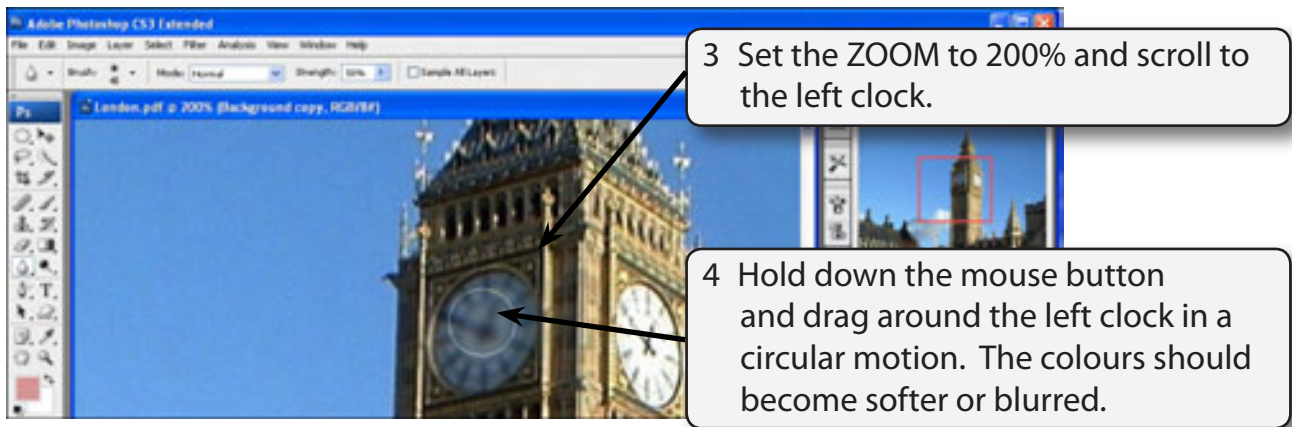 Adobe Photoshop CS3 Extended
File Edit Image Layer Select Filter Analysis View Window Help
Brush: Mode: Normal Strength: 50% Sample All Layers
3 Set the ZOOM to 200% and scroll to
the left clock.
Ps
London.pdf @ 200% (Background copy, RGB/8#)
4 Hold down the mouse button
and drag around the left clock in a
circular motion. The colours should
become softer or blurred.